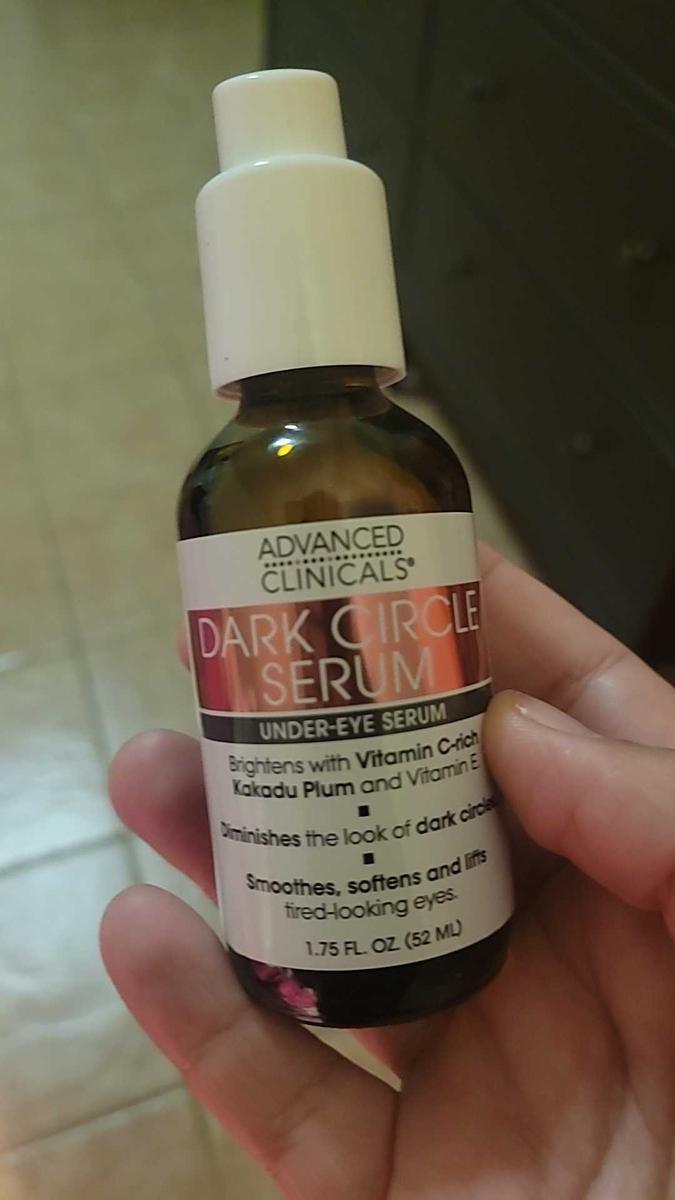 ADVANCED
CLINICALS®
DARK CIRCLE
SERUM
UNDER-EYE SERUM
Brightens with Vitamin C-rich
Kakadu Plum and Vitamin E.
Diminishes the look of dark circles
Smoothes, softens and lifts
tired-looking eyes.
1.75 FL. OZ. (52 ML)